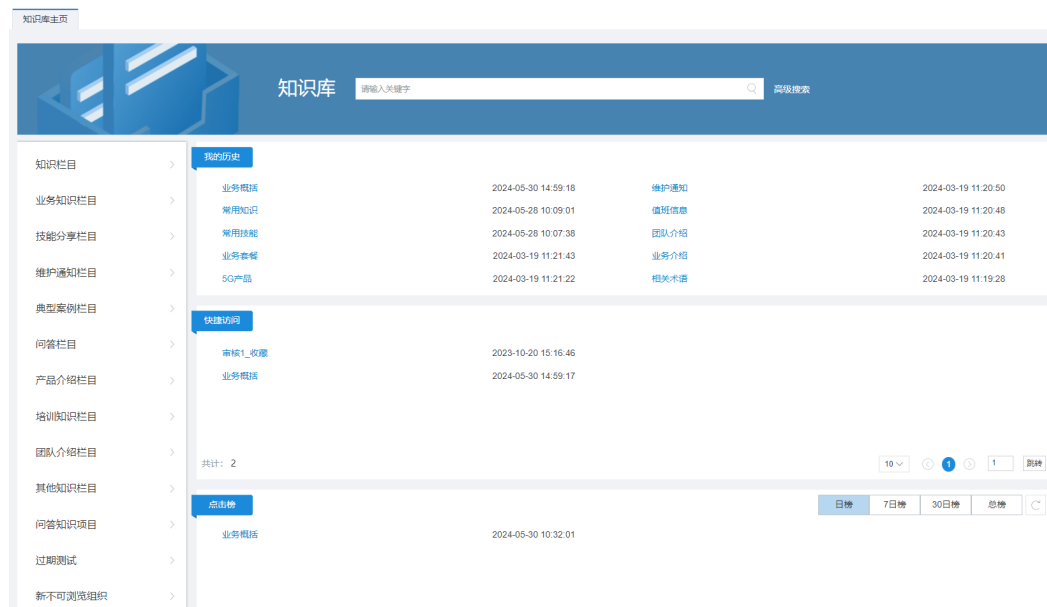 知识库主页
知识库 请输入关键字 高级搜索
知识栏目
业务知识栏目
技能分享栏目
维护通知栏目
典型案例栏目
问答栏目
产品介绍栏目
培训知识栏目
团队介绍栏目
其他知识栏目
问答知识项目
过期测试
新不可浏览组织
我的历史
业务概括 2024-05-30 14:59:18 维护通知 2024-03-19 11:20:50
常用知识 2024-05-28 10:09:01 值班信息 2024-03-19 11:20:48
常用技能 2024-05-28 10:07:38 团队介绍 2024-03-19 11:20:43
业务套餐 2024-03-19 11:21:43 业务介绍 2024-03-19 11:20:41
5G产品 2024-03-19 11:21:22 相关术语 2024-03-19 11:19:28
快捷访问
审核1_收藏 2023-10-20 15:16:46
业务概括 2024-05-30 14:59:17
共计: 2 10 1 1 跳转
点击榜 日榜 7日榜 30日榜 总榜
业务概括 2024-05-30 10:32:01